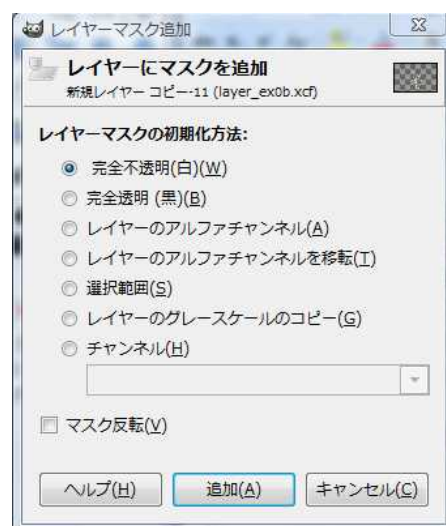 レイヤーマスク追加
レイヤーにマスクを追加
新規レイヤー コピー-11 (layer_ex0b.xcf)
レイヤーマスクの初期化方法:
完全不透明(白)(W)
完全透明 (黒)(B)
レイヤーのアルファチャンネル(A)
レイヤーのアルファチャンネルを移転(T)
選択範囲(S)
レイヤーのグレースケールのコピー(G)
チャンネル(H)
マスク反転(V)
ヘルプ(H) 追加(A) キャンセル(C)